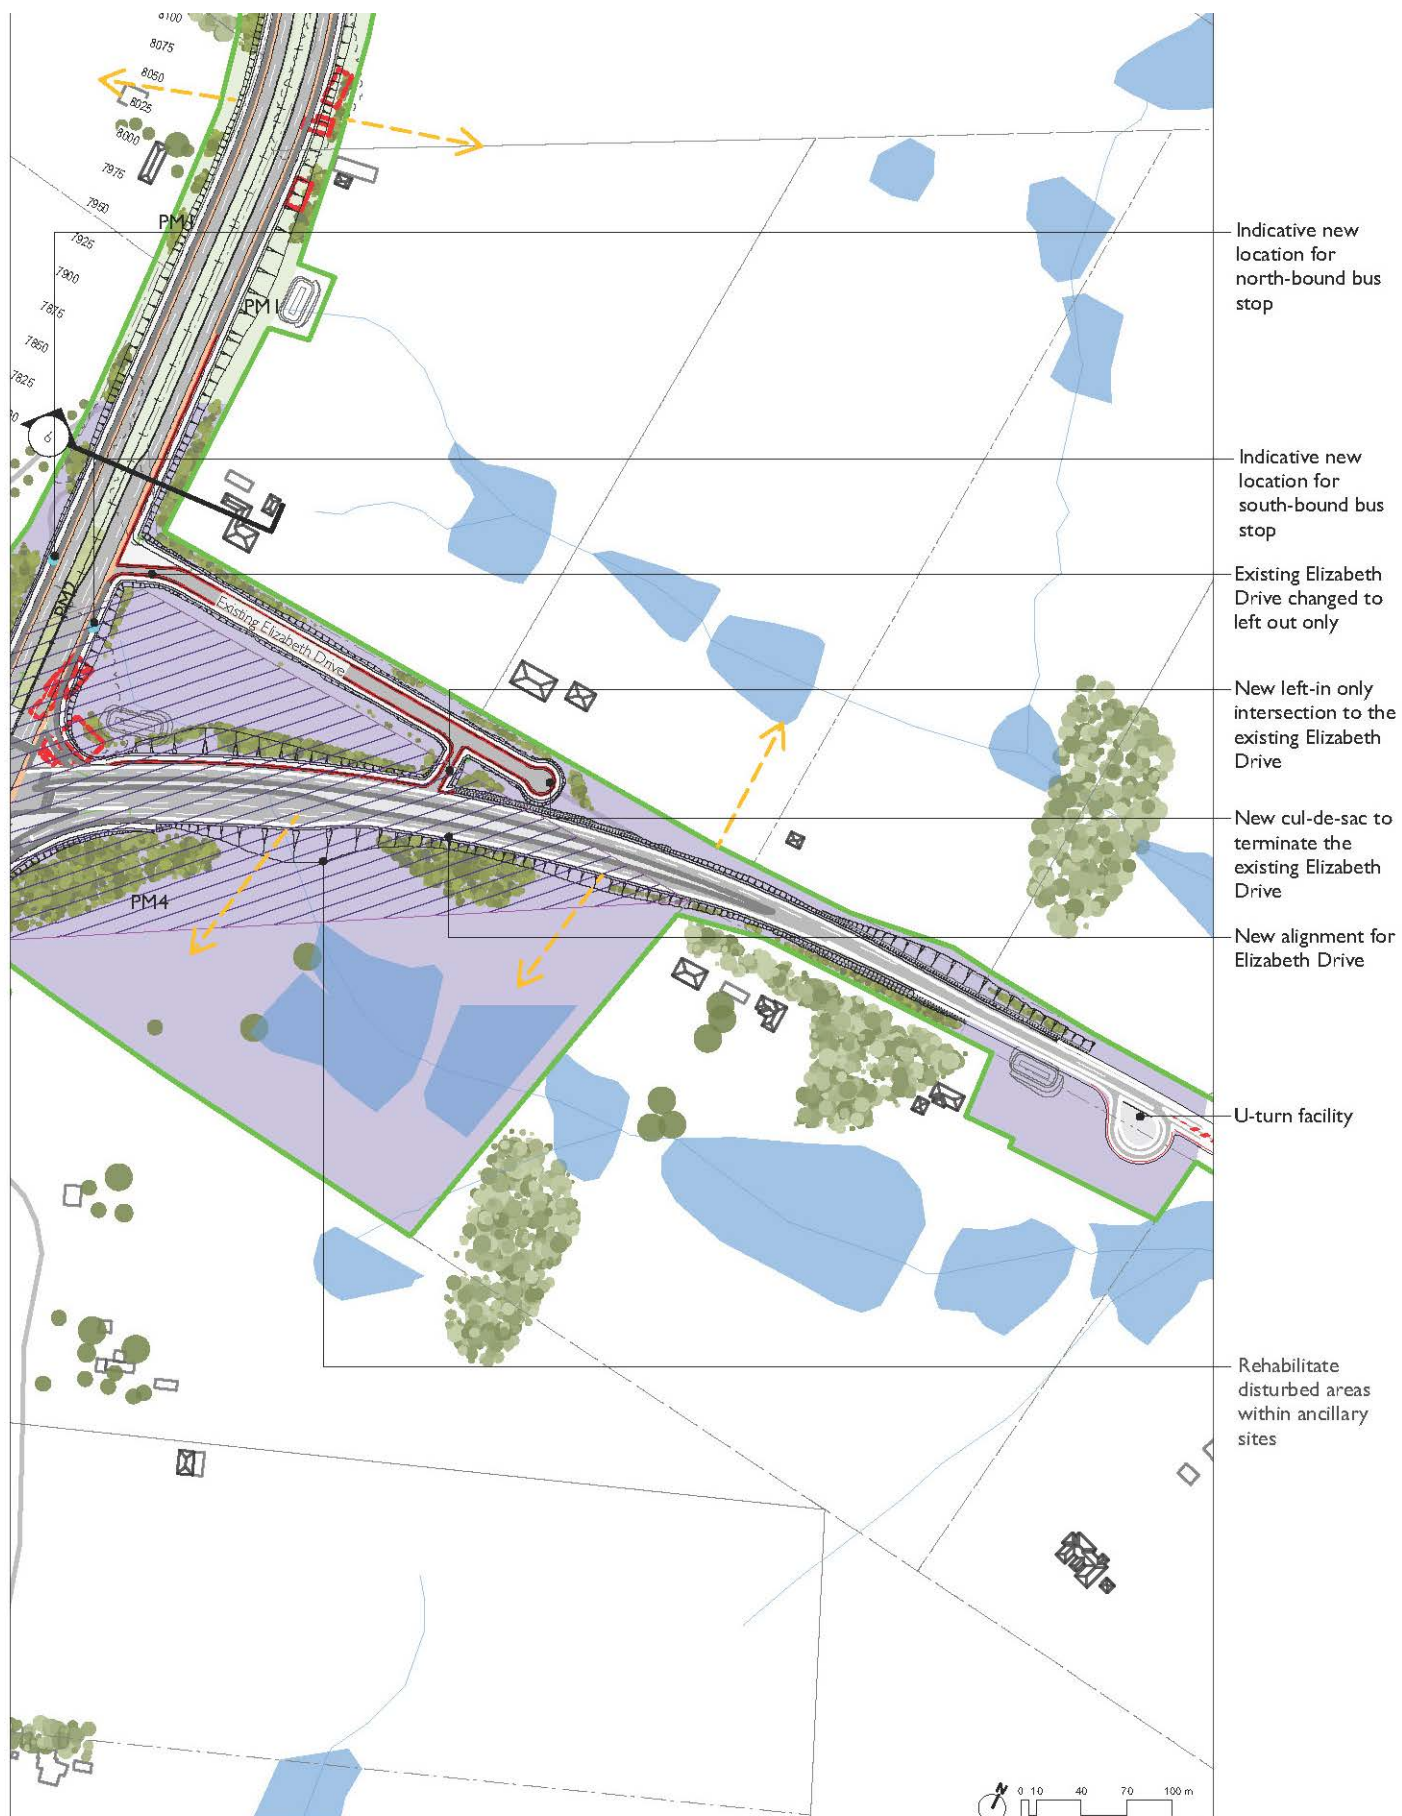 8100
8075
8050
8025
8000
7975
7950
7925
7900
7875
7850
7825
PM1
6
PM2
Existing Elizabeth Drive
PM4
Indicative new
location for
north-bound bus
stop
Indicative new
location for
south-bound bus
stop
Existing Elizabeth
Drive changed to
left out only
New left-in only
intersection to the
existing Elizabeth
Drive
New cul-de-sac to
terminate the
existing Elizabeth
Drive
New alignment for
Elizabeth Drive
U-turn facility
Rehabilitate
disturbed areas
within ancillary
sites
N
0 10 40 70 100 m